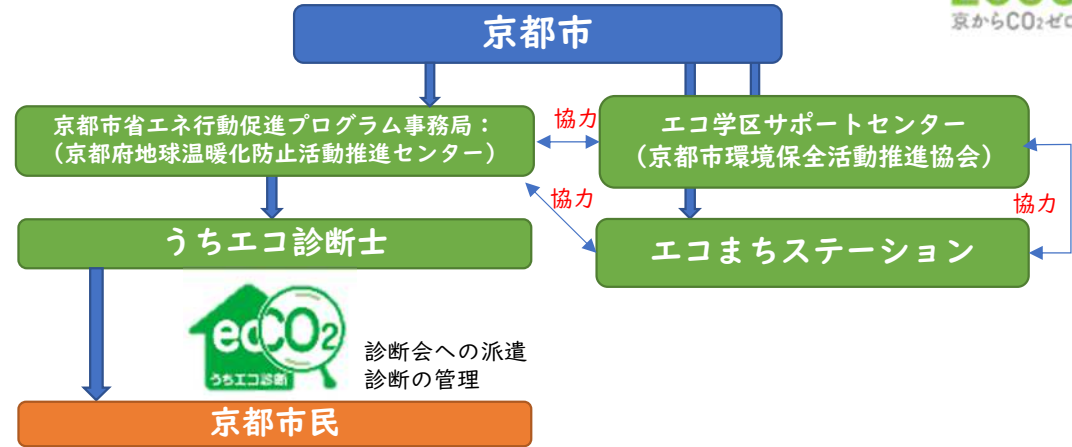 京からCO₂ゼロ
京都市
京都市省エネ行動促進プログラム事務局：
（京都府地球温暖化防止活動推進センター）
協力
エコ学区サポートセンター
（京都市環境保全活動推進協会）
協力
協力
うちエコ診断士
エコまちステーション
ecCO2
うちエコ診断
診断会への派遣
診断の管理
京都市民